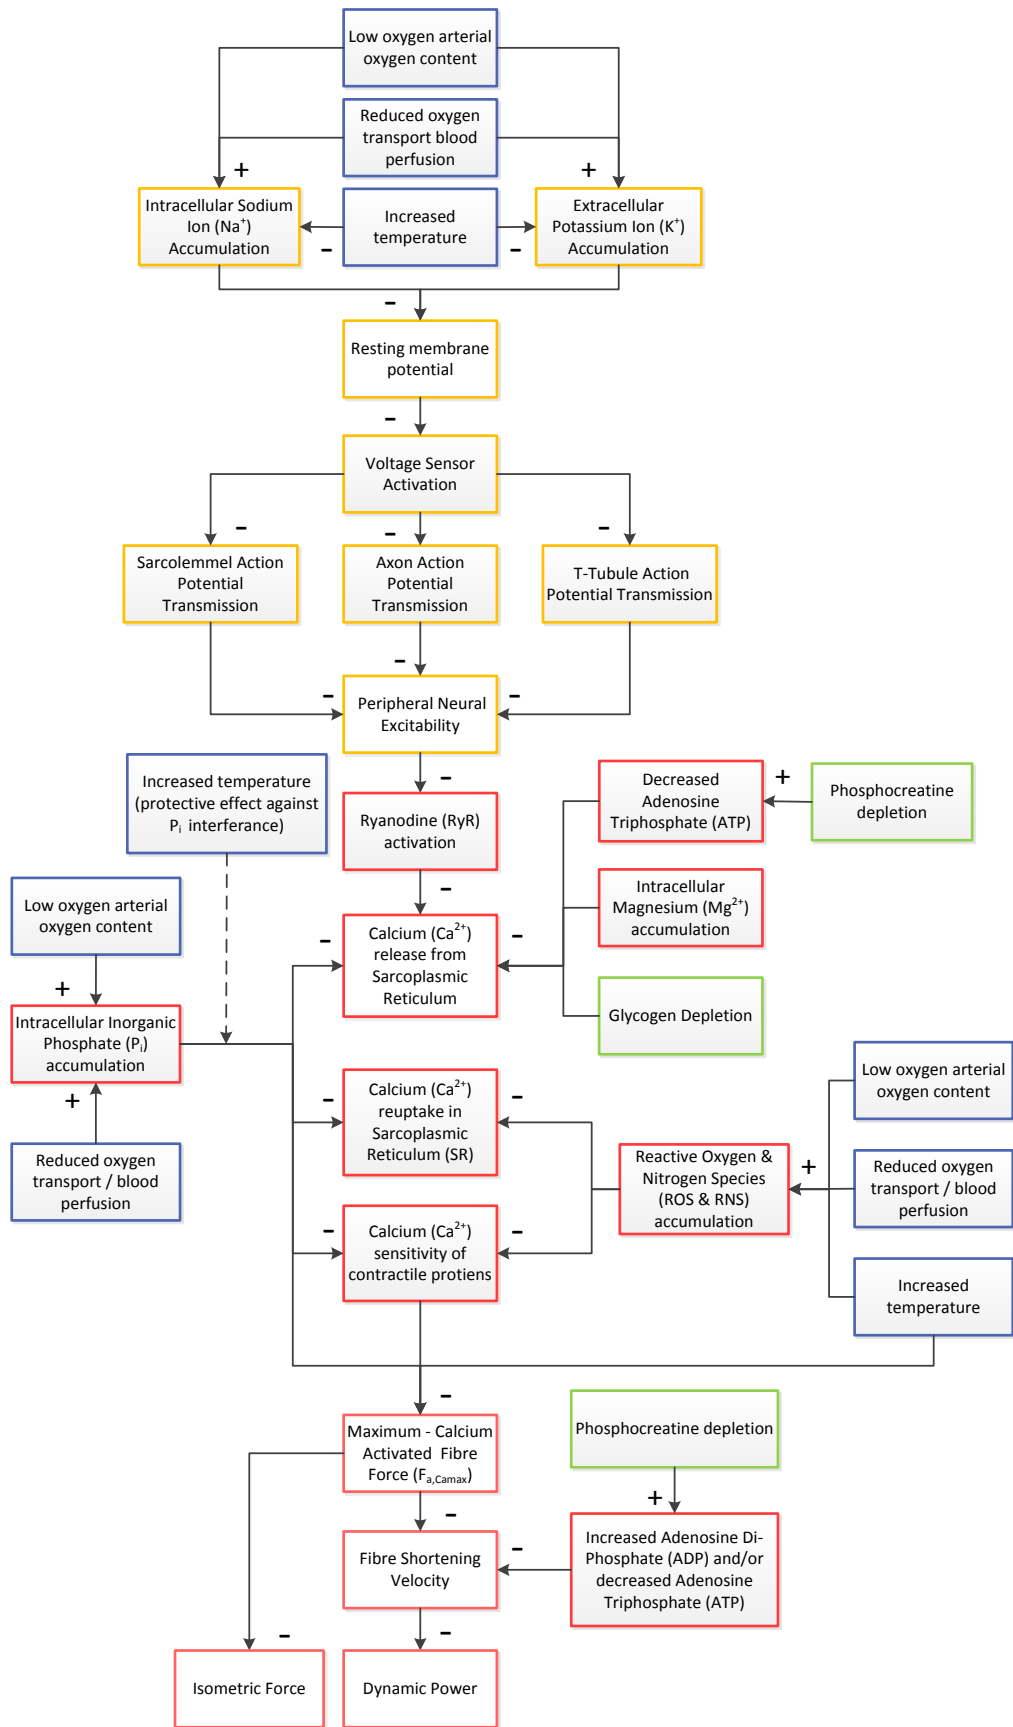 Low oxygen arterial
oxygen content
Reduced oxygen
transport blood
perfusion
+
+
Intracellular Sodium
Ion (Na+)
Accumulation
Increased
temperature
Extracellular
Potassium Ion (K+)
Accumulation
-
-
-
Resting membrane
potential
-
Voltage Sensor
Activation
-
-
-
Sarcolemmel Action
Potential
Transmission
Axon Action
Potential
Transmission
T-Tubule Action
Potential Transmission
-
-
-
Peripheral Neural
Excitability
-
Increased temperature
(protective effect against
Pi interferance)
Ryanodine (RyR)
activation
Decreased
Adenosine
Triphosphate (ATP)
+
Phosphocreatine
depletion
-
Low oxygen arterial
oxygen content
Intracellular
Magnesium (Mg2+)
accumulation
-
-
Calcium (Ca2+)
release from
Sarcoplasmic
Reticulum
Glycogen Depletion
+
Intracellular Inorganic
Phosphate (Pi)
accumulation
+
Reduced oxygen
transport / blood
perfusion
-
-
Calcium (Ca2+)
reuptake in
Sarcoplasmic
Reticulum (SR)
Low oxygen arterial
oxygen content
Reactive Oxygen &
Nitrogen Species
(ROS & RNS)
accumulation
+
Reduced oxygen
transport / blood
perfusion
-
-
Calcium (Ca2+)
sensitivity of
contractile protiens
Increased
temperature
-
Maximum - Calcium
Activated Fibre
Force (Fa,Camax)
Phosphocreatine depletion
+
-
-
Fibre Shortening
Velocity
Increased Adenosine Di-
Phosphate (ADP) and/or
decreased Adenosine
Triphosphate (ATP)
-
-
Isometric Force
Dynamic Power